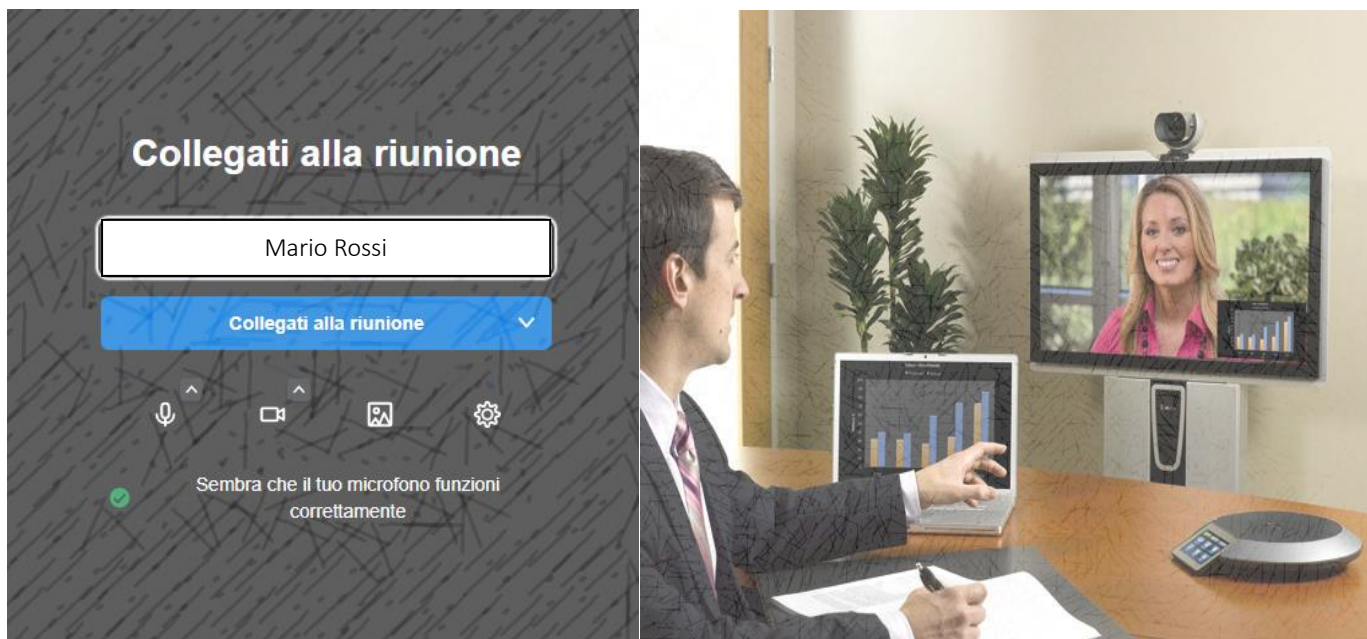 Collegati alla riunione
Mario Rossi
Collegati alla riunione
Sembra che il tuo microfono funzioni
correttamente